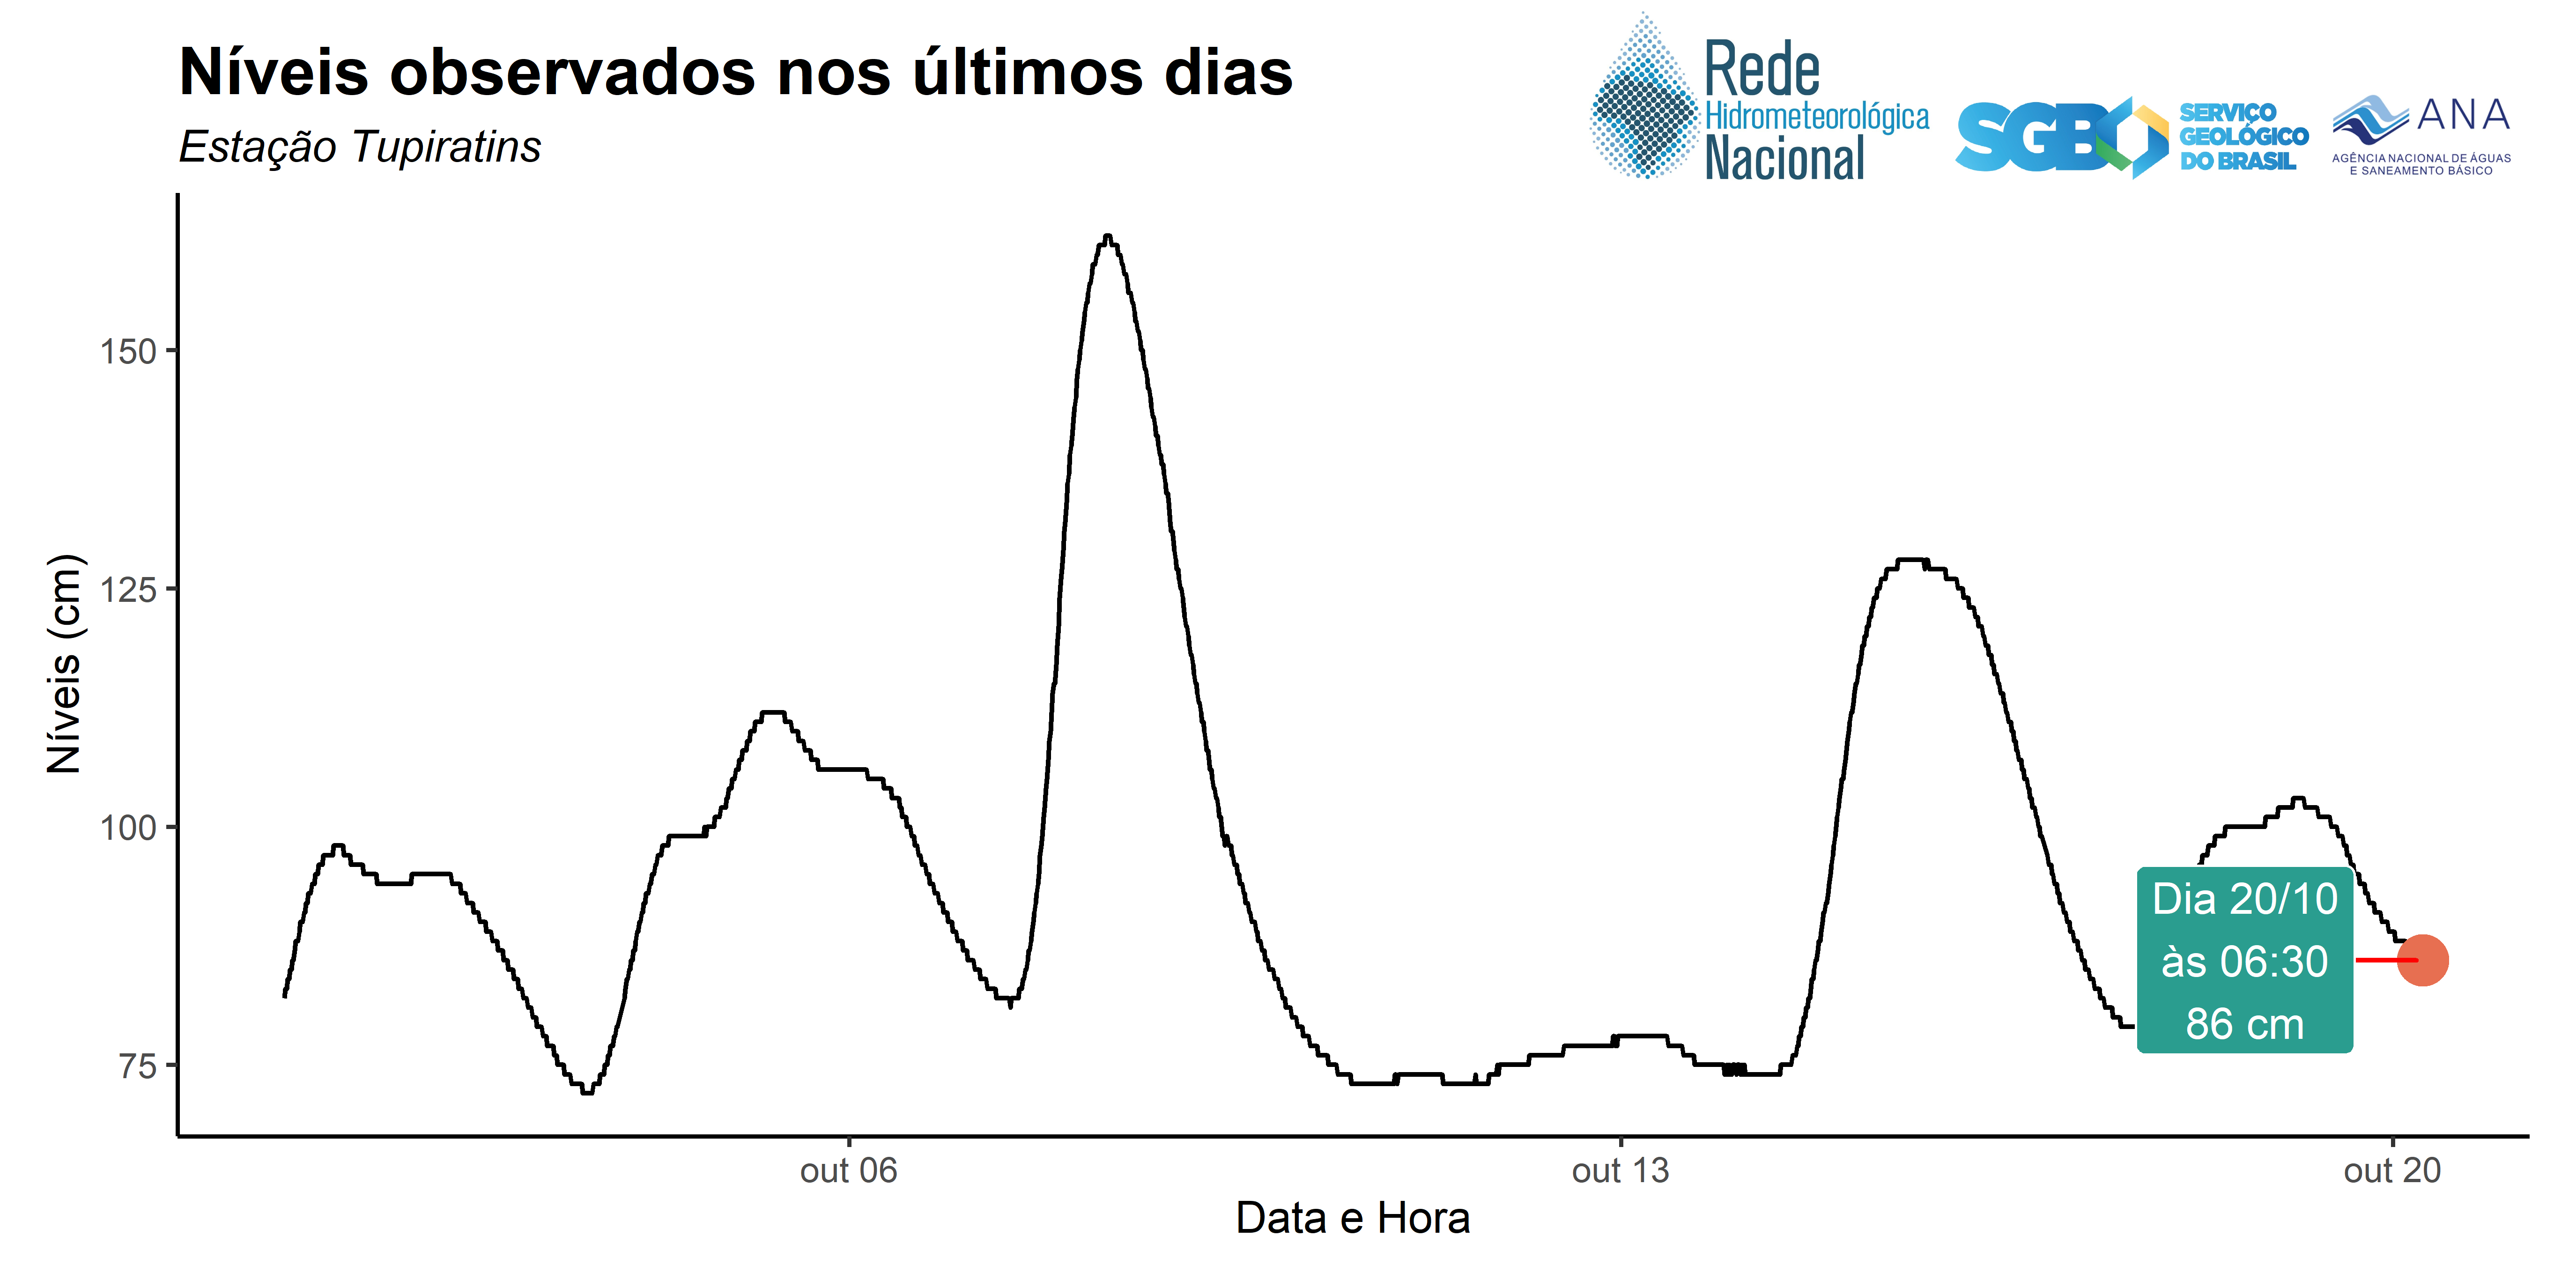 Níveis observados nos últimos dias
Estação Tupiratins
Rede
Hidrometeorológica
Nacional
SGB
SERVIÇO
GEOLÓGICO
DO BRASIL
ANA
AGÊNCIA NACIONAL DE ÁGUAS
E SANEAMENTO BÁSICO
Níveis (cm)
150
125
100
75
Dia 20/10
às 06:30
86 cm
out 06
out 13
out 20
Data e Hora